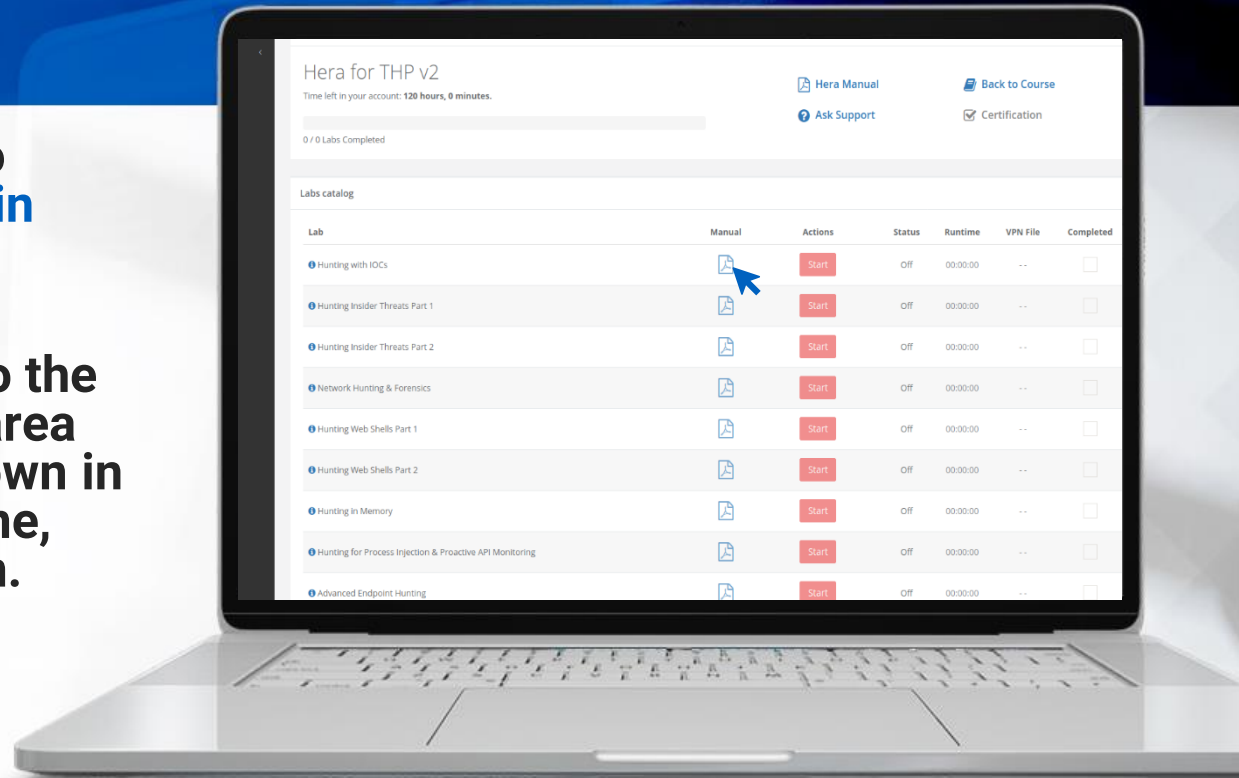 in
o the
area
own in
ne,
n.
Hera for THP v2
Time left in your account: 120 hours, 0 minutes.
0 / 0 Labs Completed
Hera Manual
Back to Course
Ask Support
Certification
Labs catalog
Lab Manual Actions Status Runtime VPN File Completed
Hunting with IOCs Start Off 00:00:00 --
Hunting Insider Threats Part 1 Start Off 00:00:00 --
Hunting Insider Threats Part 2 Start Off 00:00:00 --
Network Hunting & Forensics Start Off 00:00:00 --
Hunting Web Shells Part 1 Start Off 00:00:00 --
Hunting Web Shells Part 2 Start Off 00:00:00 --
Hunting in Memory Start Off 00:00:00 --
Hunting for Process Injection & Proactive API Monitoring Start Off 00:00:00 --
Advanced Endpoint Hunting Start Off 00:00:00 --